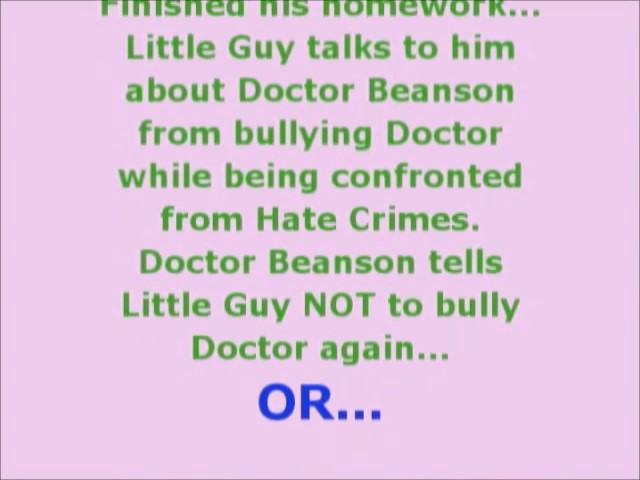 Finished his homework...
Little Guy talks to him
about Doctor Beanson
from bullying Doctor
while being confronted
from Hate Crimes.
Doctor Beanson tells
Little Guy NOT to bully
Doctor again...
OR...